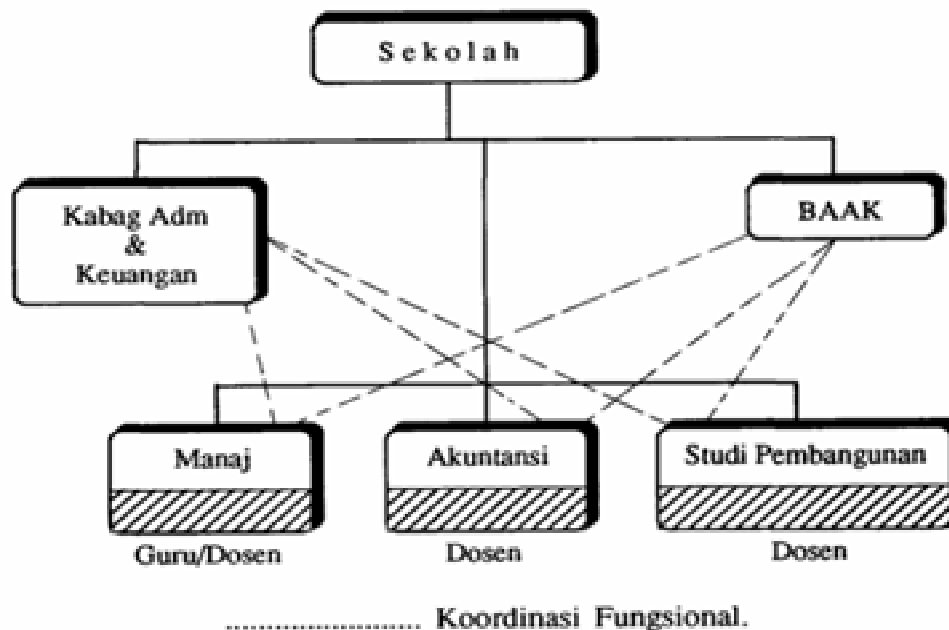 Sekolah
Kabag Adm
&
Keuangan
BAAK
Manaj
Akuntansi
Studi Pembangunan
Guru/Dosen
Dosen
Dosen
........................ Koordinasi Fungsional.